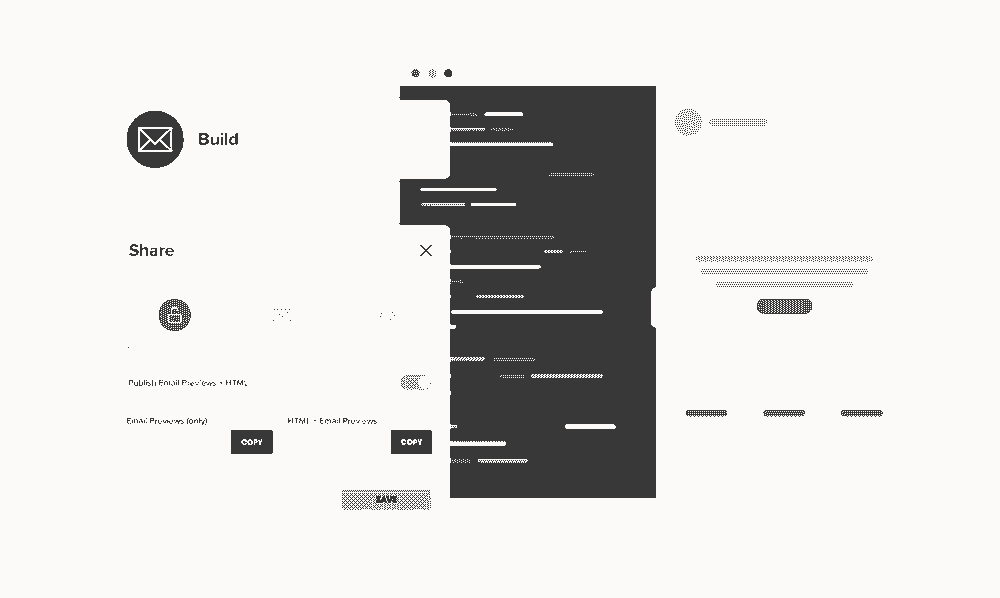 Build
Share
Publish Email Previews + HTML
Email Previews (only)
HTML + Email Previews
COPY
COPY
SAVE